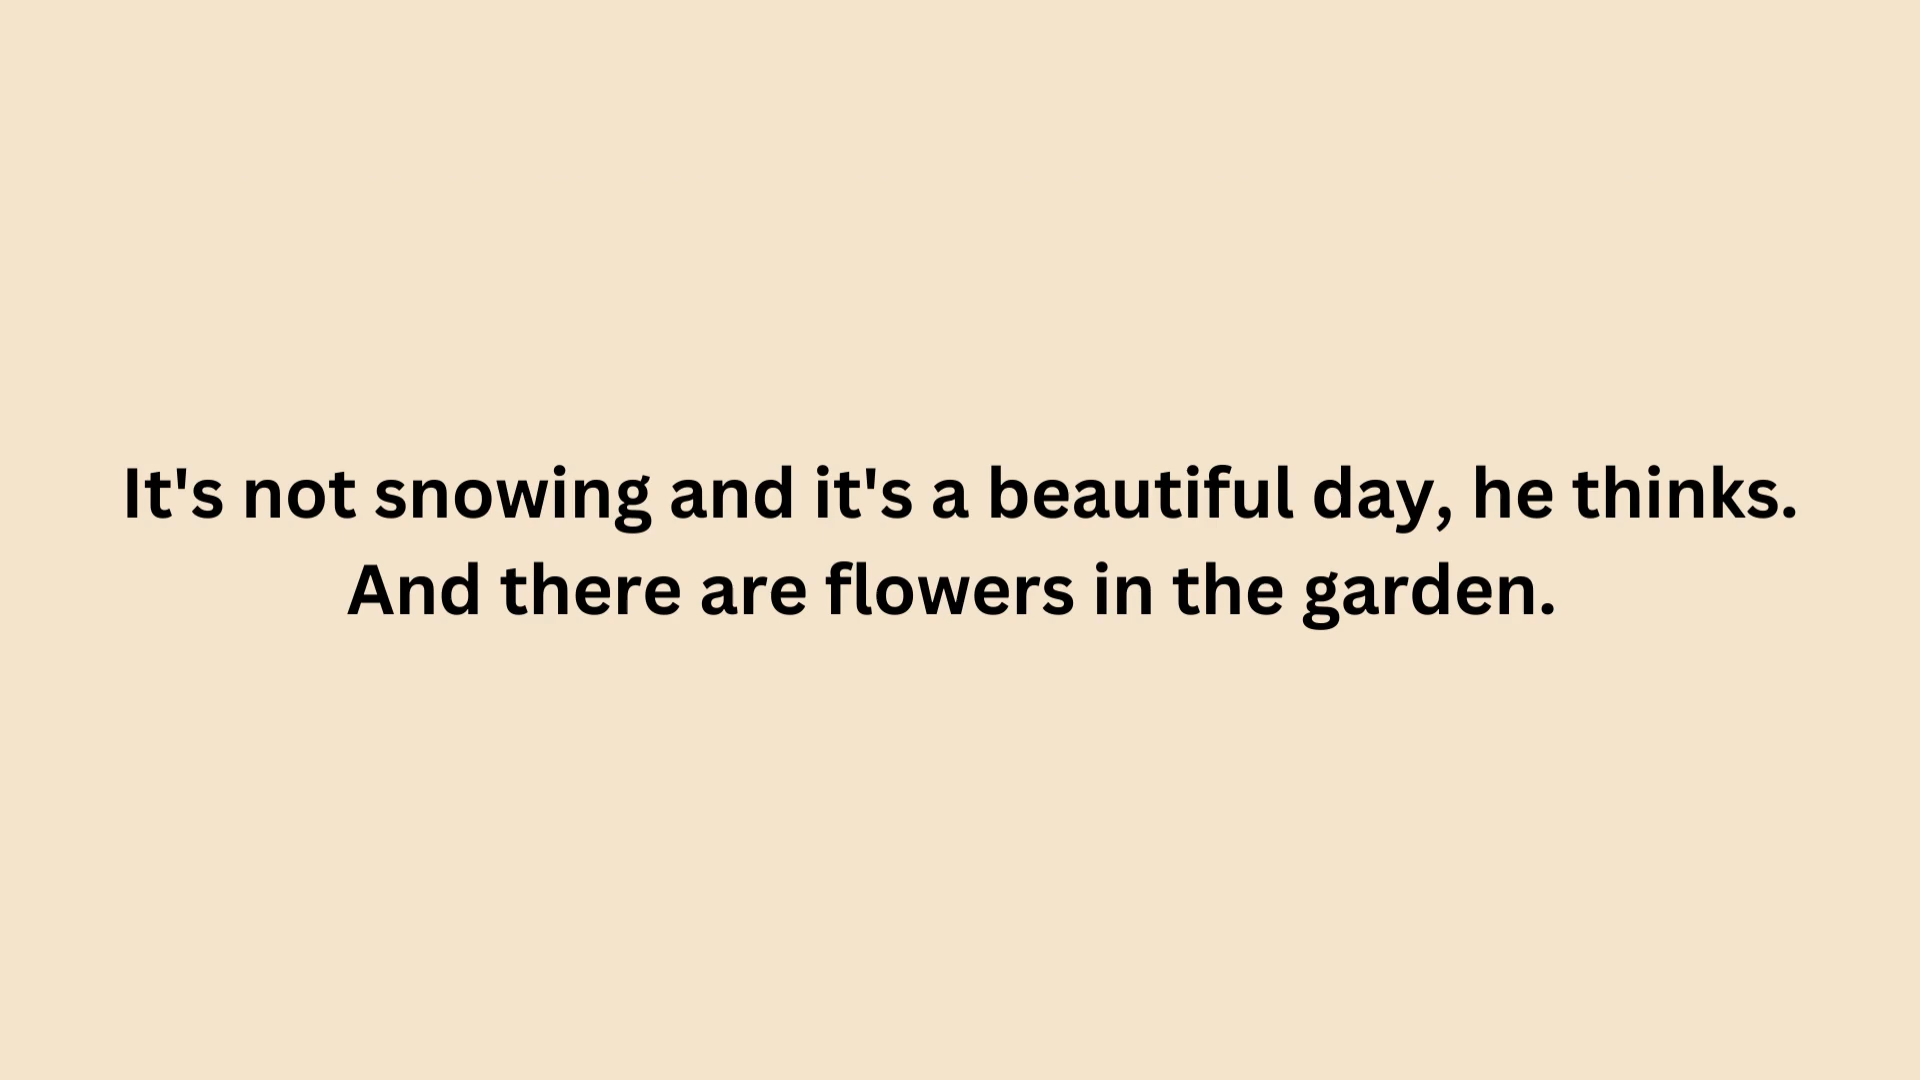 It's not snowing and it's a beautiful day, he thinks.
And there are flowers in the garden.